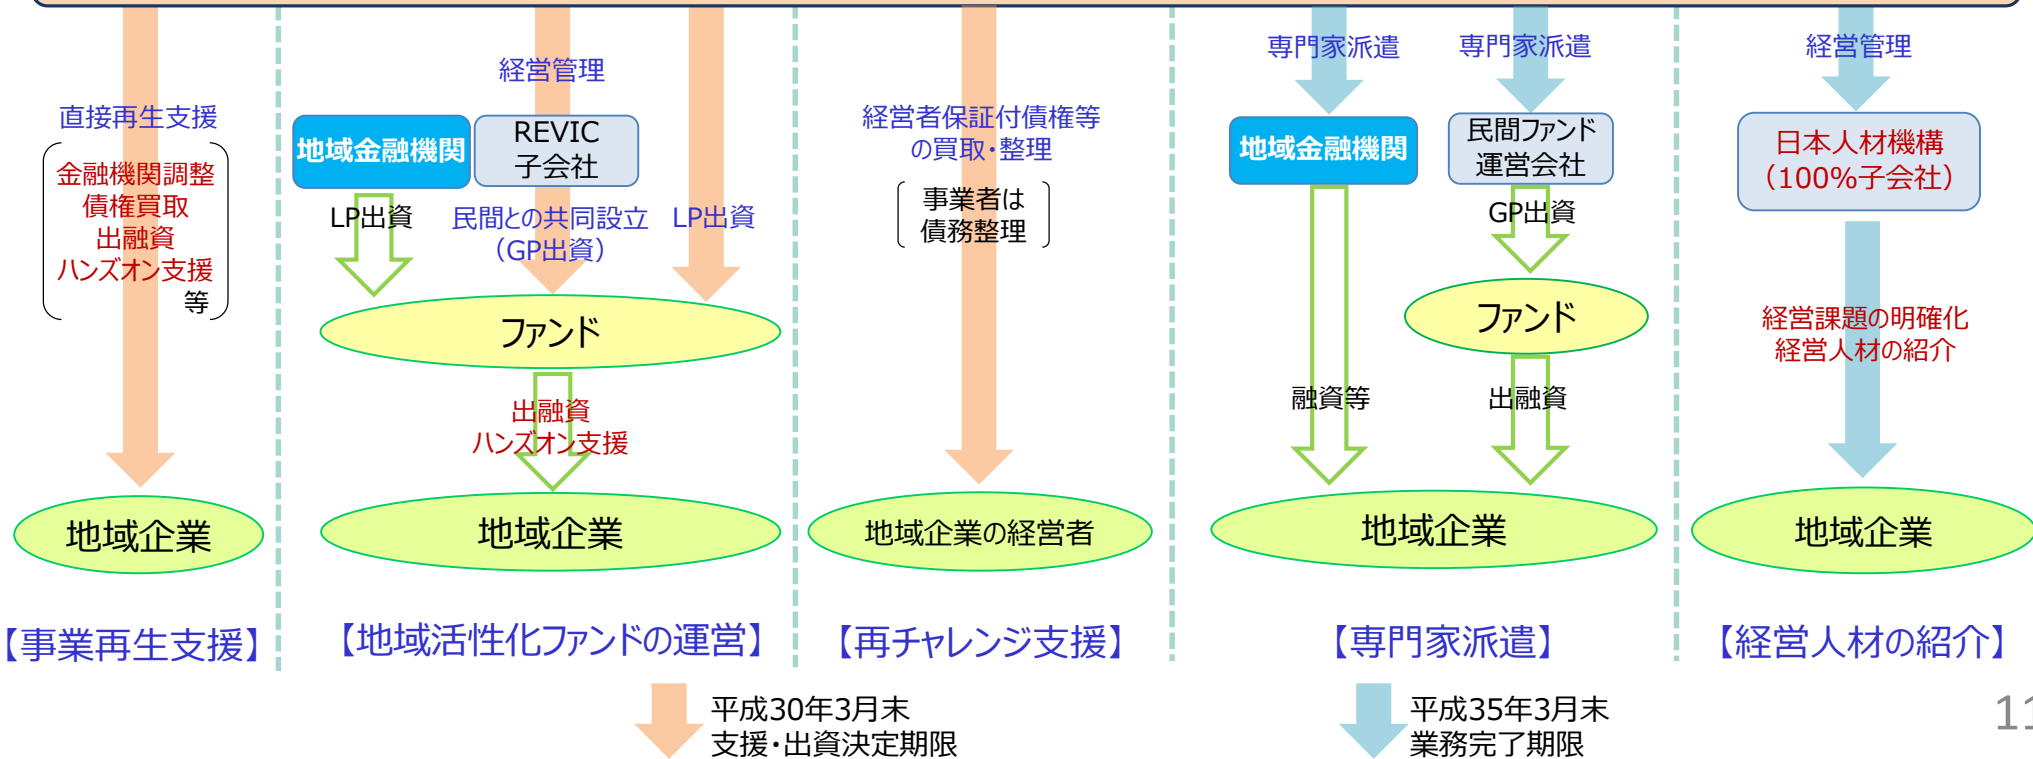 直接再生支援
金融機関調整
債権買取
出融資
ハンズオン支援
等
地域企業
【事業再生支援】
経営管理
地域金融機関
REVIC
子会社
LP出資
民間との共同設立
(GP出資)
LP出資
ファンド
出融資
ハンズオン支援
地域企業
【地域活性化ファンドの運営】
経営者保証付債権等
の買取・整理
事業者は
債務整理
地域企業の経営者
【再チャレンジ支援】
専門家派遣
専門家派遣
地域金融機関
民間ファンド
運営会社
GP出資
ファンド
融資等
出融資
地域企業
【専門家派遣】
経営管理
日本人材機構
(100%子会社)
経営課題の明確化
経営人材の紹介
地域企業
【経営人材の紹介】
平成30年3月末
支援・出資決定期限
平成35年3月末
業務完了期限
11